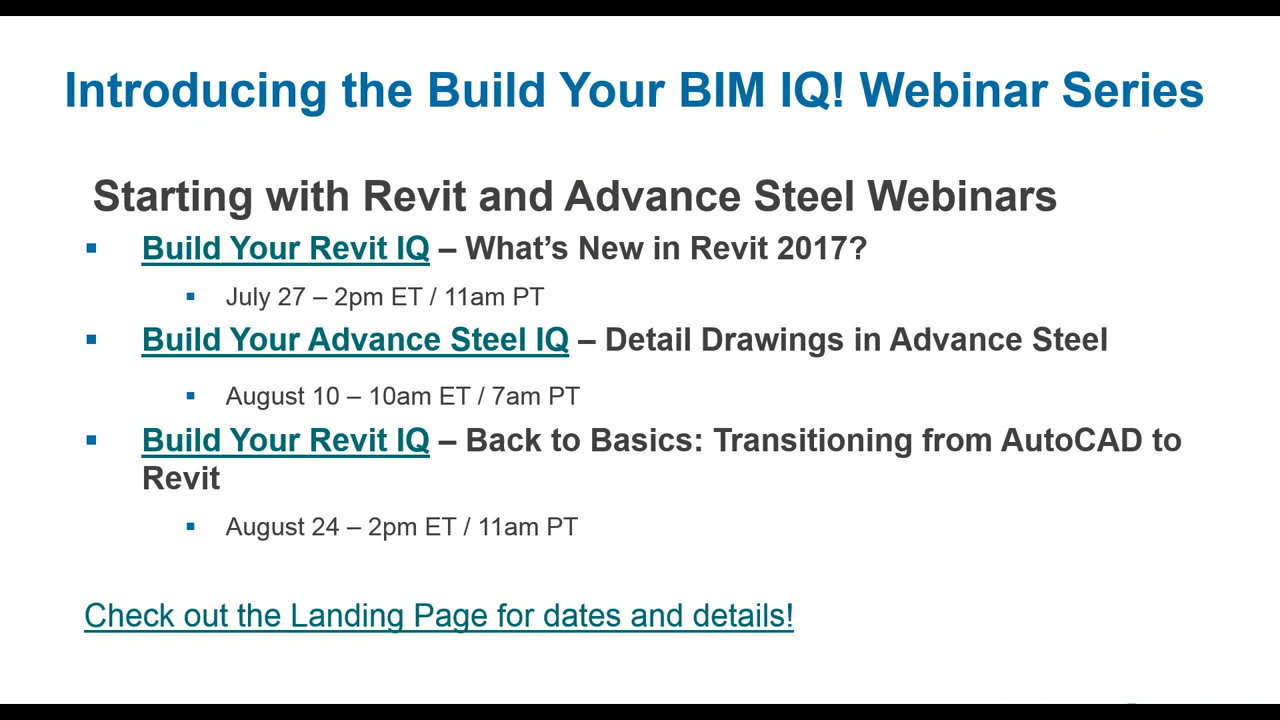 Introducing the Build Your BIM IQ! Webinar Series
Starting with Revit and Advance Steel Webinars
▪ Build Your Revit IQ – What’s New in Revit 2017?
▪ July 27 – 2pm ET / 11am PT
▪ Build Your Advance Steel IQ – Detail Drawings in Advance Steel
▪ August 10 – 10am ET / 7am PT
▪ Build Your Revit IQ – Back to Basics: Transitioning from AutoCAD to
Revit
▪ August 24 – 2pm ET / 11am PT
Check out the Landing Page for dates and details!